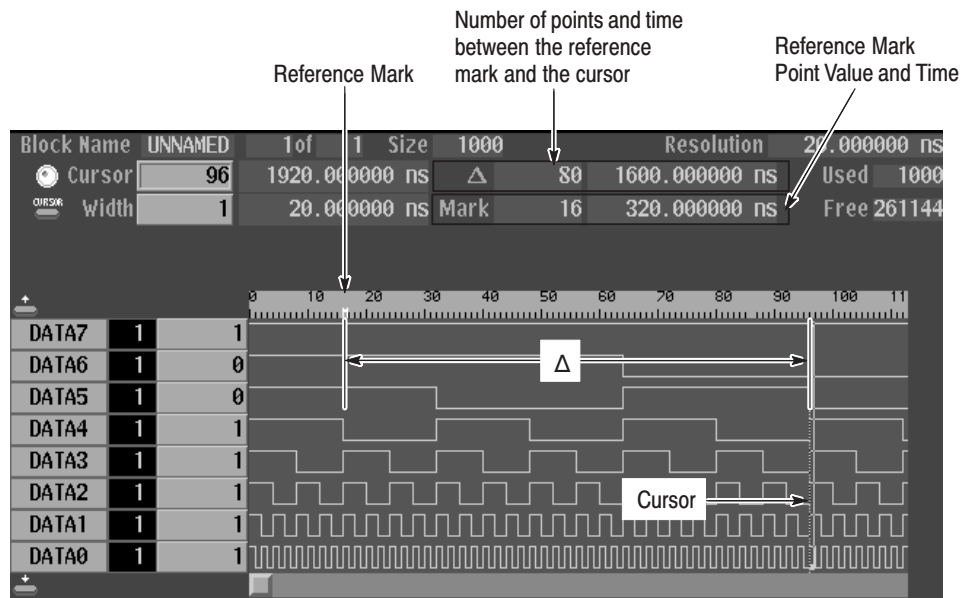 Number of points and time
between the reference
mark and the cursor
Reference Mark
Reference Mark
Point Value and Time
Block Name UNNAMED 1of 1 Size 1000 Resolution 20.000000 ns
Cursor 96 1920.000000 ns Δ 80 1600.000000 ns Used 1000
CURSOR Width 1 20.000000 ns Mark 16 320.000000 ns Free 261144
0 10 20 30 40 50 60 70 80 90 100 11
DATA7 1 1
DATA6 1 0
Δ
DATA5 1 0
DATA4 1 1
DATA3 1 1
DATA2 1 1
Cursor
DATA1 1 1
DATA0 1 1